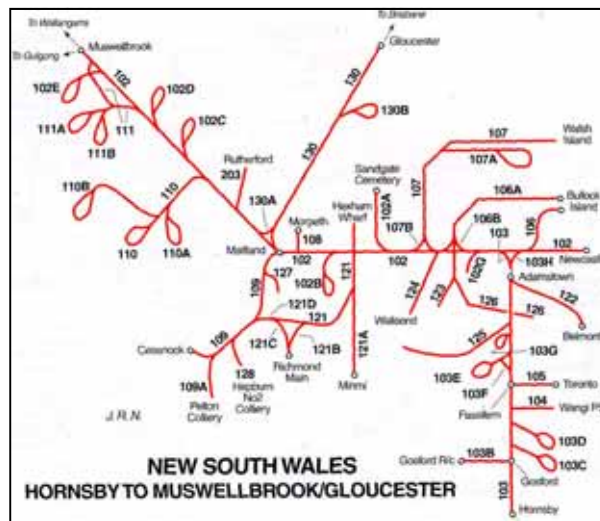 To Wallangarra
To Brisbane
Muswellbrook
Gloucester
To Gulgong
102
102E
102D
130
111
102C
130B
111A
111B
107
Walsh
Island
107A
Rutherford
130
Sandgate
Cemetery
203
110B
110
107
106A
Bullock
Island
Hexham
Wharf
102A
130A
106B
Morpeth
107B
103
106
110
110A
108
Maitland
102
121
102
102
Newcas
102G
103H
Adamstown
127
102B
109
124
123
121D
Wallsend
126
126
122
121
125
Belmont
109
121C
121B
121A
103G
Cessnock
Richmond
Main
103E
128
Hepburn
No2
Colliery
103F
105
Toronto
109A
Minmi
Fassifern
104
Wangi PS
Pelton
Colliery
J.R.N.
103D
103B
103C
Gosford R/c
Gosford
NEW SOUTH WALES
HORNSBY TO MUSWELLBROOK/GLOUCESTER
103
Hornsby